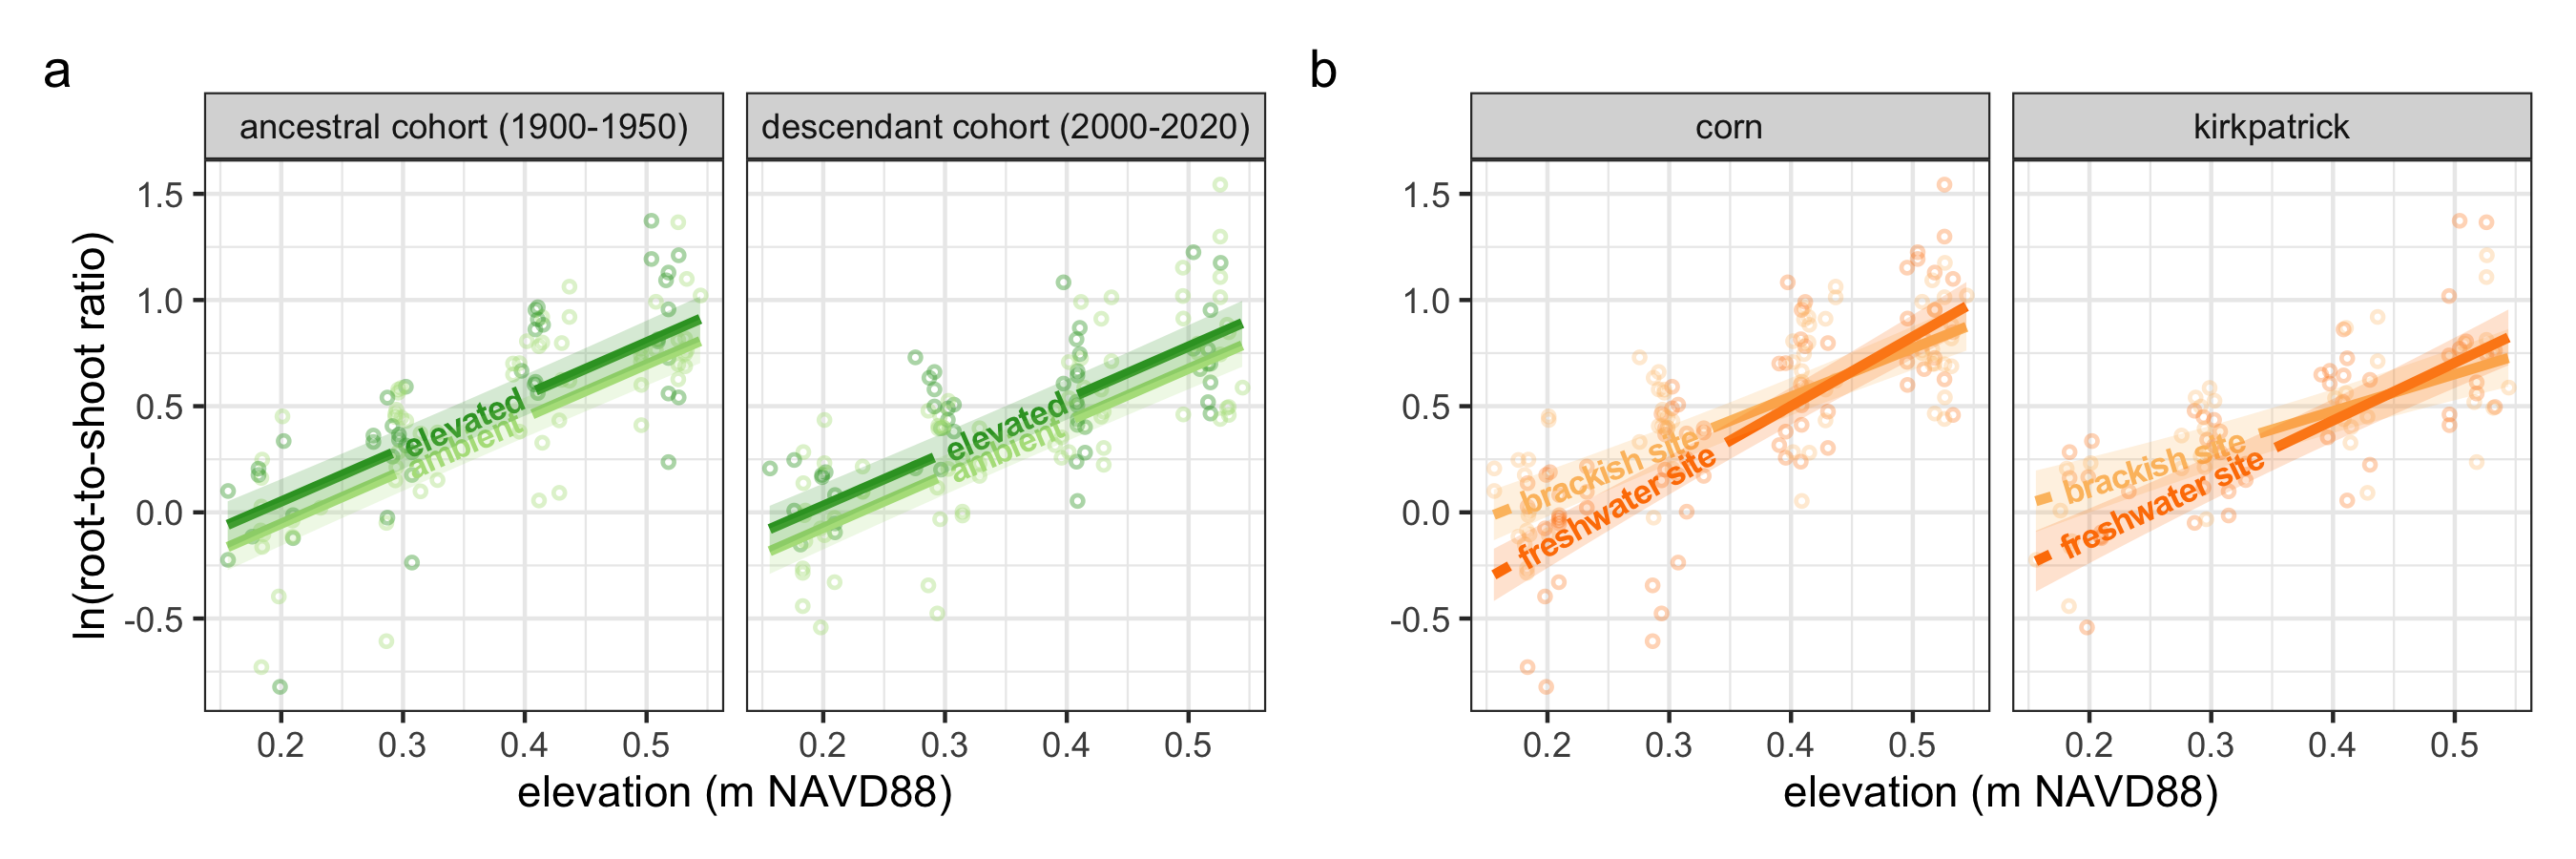 a
ancestral cohort (1900-1950)
descendant cohort (2000-2020)
ln(root-to-shoot ratio)
1.5
1.0
0.5
0.0
-0.5
elevated
ambient
elevated
ambient
0.2 0.3 0.4 0.5
0.2 0.3 0.4 0.5
elevation (m NAVD88)
b
corn
kirkpatrick
1.5
1.0
0.5
0.0
-0.5
brackish site
freshwater site
brackish site
freshwater site
0.2 0.3 0.4 0.5
0.2 0.3 0.4 0.5
elevation (m NAVD88)